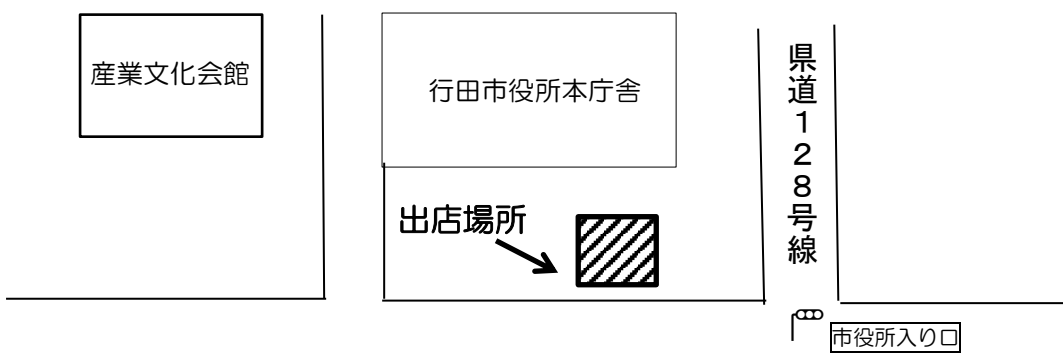 産業文化会館
行田市役所本庁舎
県道128号線
出店場所
市役所入り口